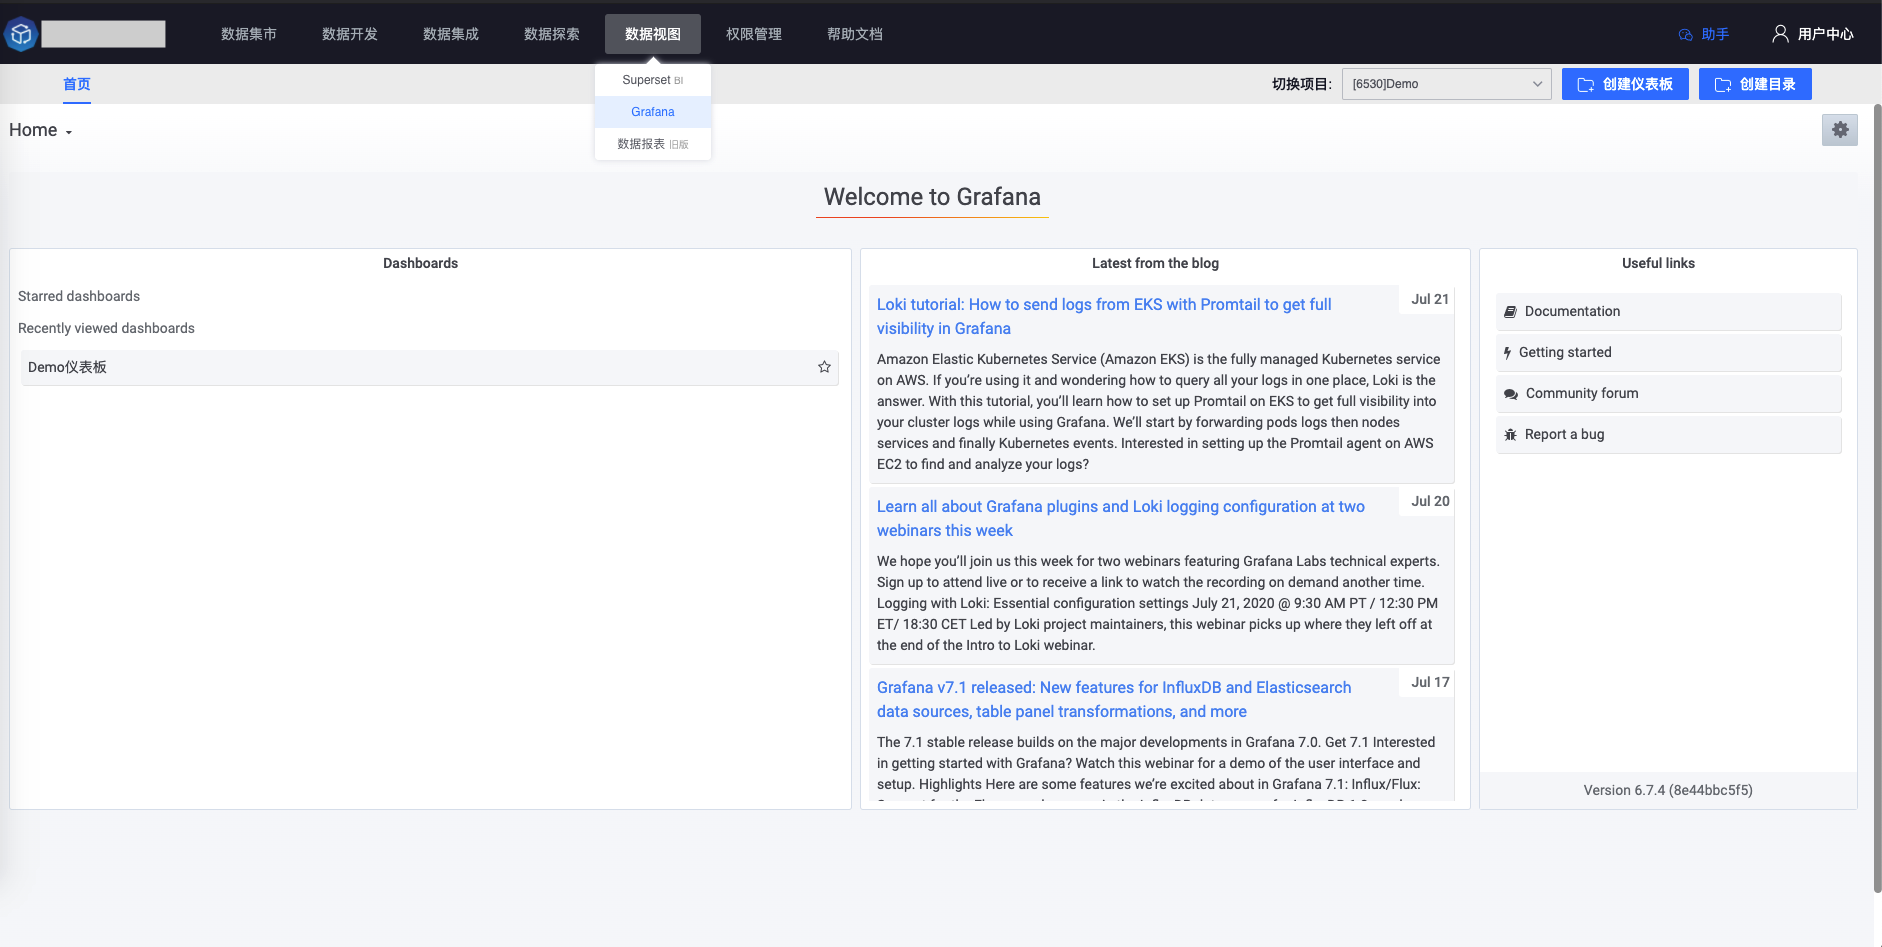 数据集市 数据开发 数据集成 数据探索 数据视图 权限管理 帮助文档 助手 用户中心
首页 切换项目: [6530]Demo 创建仪表板 创建目录
Superset BI
Grafana
数据报表 旧版
Home
Welcome to Grafana
Dashboards
Starred dashboards
Recently viewed dashboards
Demo仪表板
Latest from the blog
Loki tutorial: How to send logs from EKS with Promtail to get full
visibility in Grafana
Jul 21
Amazon Elastic Kubernetes Service (Amazon EKS) is the fully managed Kubernetes service
on AWS. If you’re using it and wondering how to query all your logs in one place, Loki is the
answer. With this tutorial, you’ll learn how to set up Promtail on EKS to get full visibility into
your cluster logs while using Grafana. We’ll start by forwarding pods logs then nodes
services and finally Kubernetes events. Interested in setting up the Promtail agent on AWS
EC2 to find and analyze your logs?
Learn all about Grafana plugins and Loki logging configuration at two
webinars this week
Jul 20
We hope you’ll join us this week for two webinars featuring Grafana Labs technical experts.
Sign up to attend live or to receive a link to watch the recording on demand another time.
Logging with Loki: Essential configuration settings July 21, 2020 @ 9:30 AM PT / 12:30 PM
ET/ 18:30 CET Led by Loki project maintainers, this webinar picks up where they left off at
the end of the Intro to Loki webinar.
Grafana v7.1 released: New features for InfluxDB and Elasticsearch
data sources, table panel transformations, and more
Jul 17
The 7.1 stable release builds on the major developments in Grafana 7.0. Get 7.1 Interested
in getting started with Grafana? Watch this webinar for a demo of the user interface and
setup. Highlights Here are some features we’re excited about in Grafana 7.1: Influx/Flux:
Useful links
Documentation
Getting started
Community forum
Report a bug
Version 6.7.4 (8e44bbc5f5)